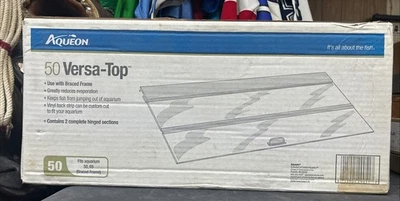 AQUEON
It's all about the fish.
50 Versa-Top™
• Use with Braced Frame
• Greatly reduces evaporation
• Keeps fish from jumping out of aquarium
• Vinyl back strip can be custom cut
to fit your aquarium
• Contains 2 complete hinged sections
50
Fits aquarium
(Braced Frame)